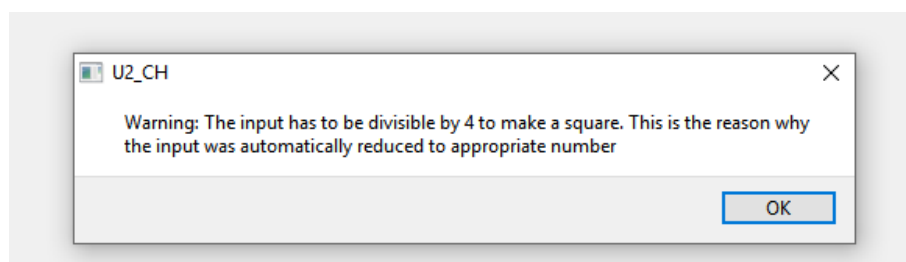 U2_CH
Warning: The input has to be divisible by 4 to make a square. This is the reason why
the input was automatically reduced to appropriate number
OK